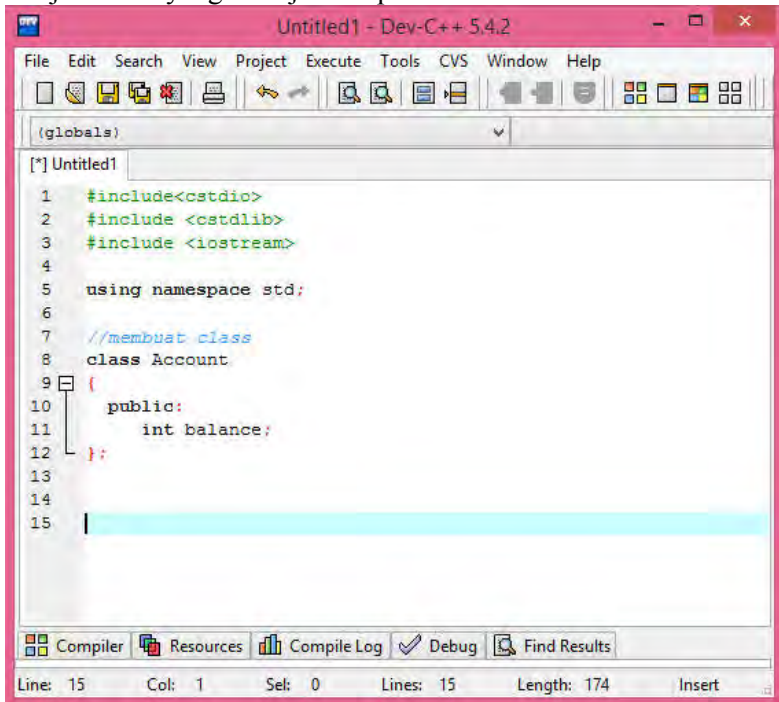 Untitled1 - Dev-C++ 5.4.2
File Edit Search View Project Execute Tools CVS Window Help
(globals)
[*] Untitled1
1 #include<cstdio>
2 #include <cstdlib>
3 #include <iostream>
4
5 using namespace std;
6
7 //membuat class
8 class Account
9 {
10 public:
11 int balance;
12 };
13
14
15
Compiler Resources Compile Log Debug Find Results
Line: 15 Col: 1 Sel: 0 Lines: 15 Length: 174 Insert